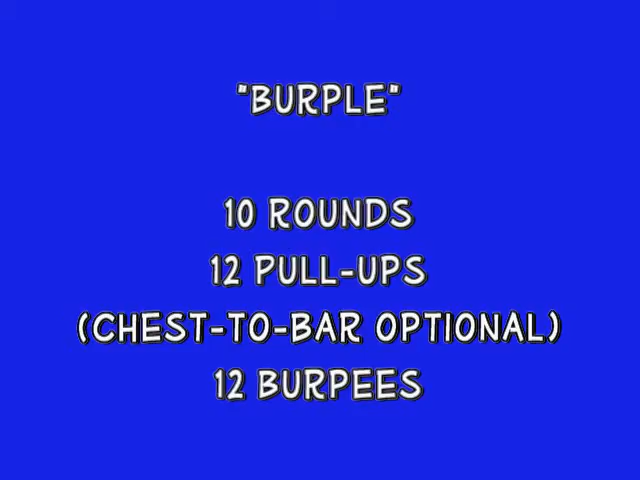 "BURPLE"
10 ROUNDS
12 PULL-UPS
(CHEST-TO-BAR OPTIONAL)
12 BURPEES